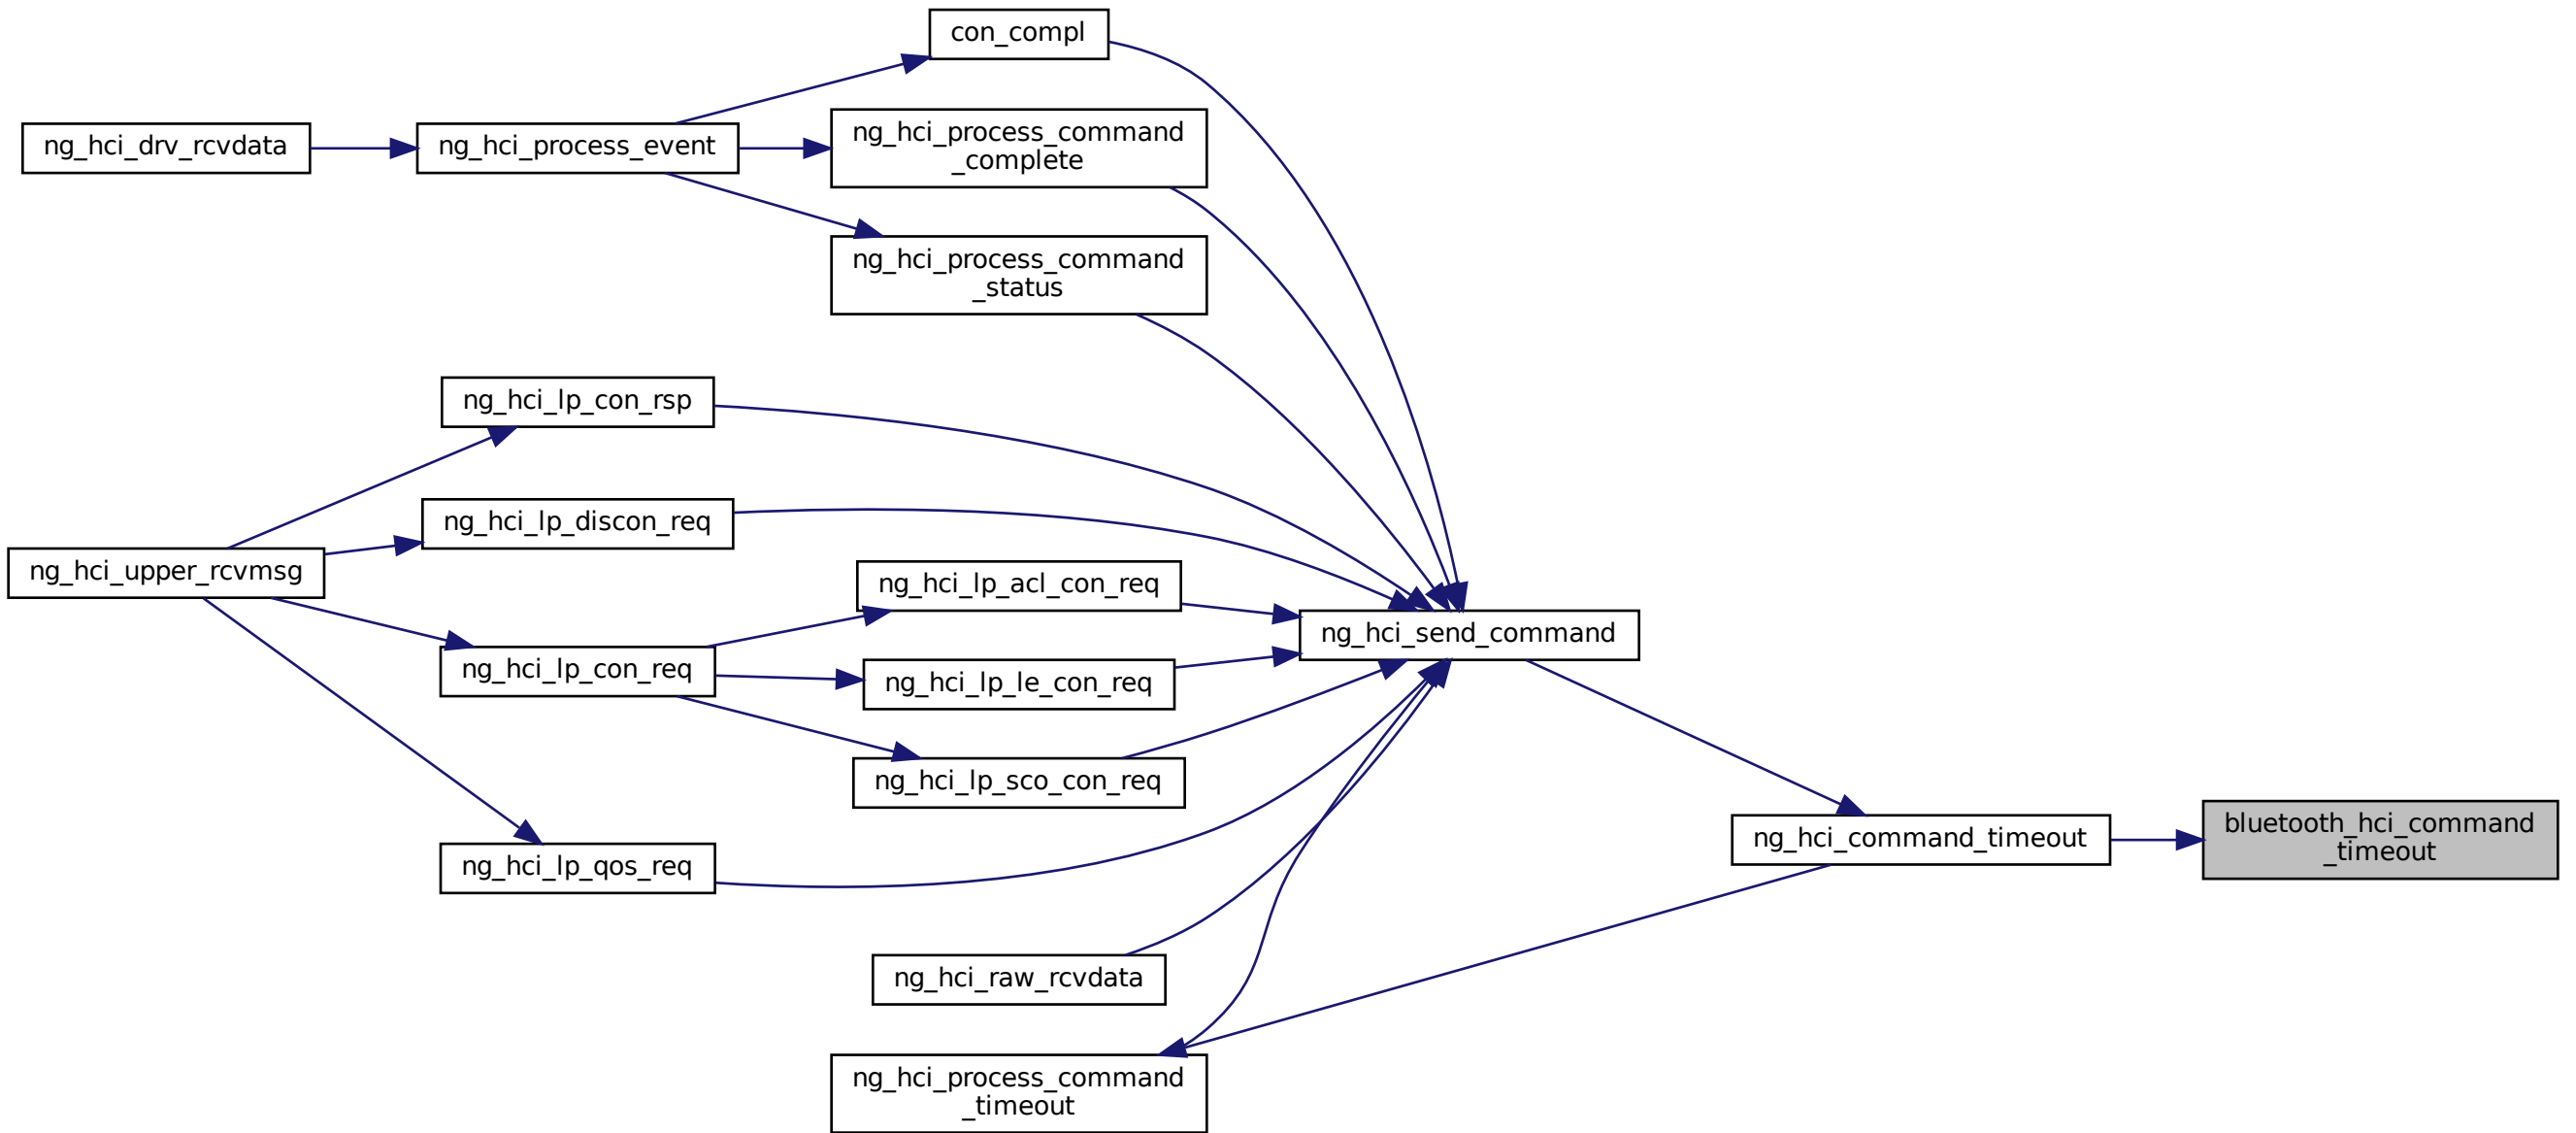 con_compl
ng_hci_process_command
_complete
ng_hci_drv_rcvdata
ng_hci_process_event
ng_hci_process_command
_status
ng_hci_lp_con_rsp
ng_hci_lp_discon_req
ng_hci_upper_rcvmsg
ng_hci_lp_acl_con_req
ng_hci_send_command
ng_hci_lp_con_req
ng_hci_lp_le_con_req
ng_hci_lp_sco_con_req
ng_hci_command_timeout
bluetooth_hci_command
_timeout
ng_hci_lp_qos_req
ng_hci_raw_rcvdata
ng_hci_process_command
_timeout